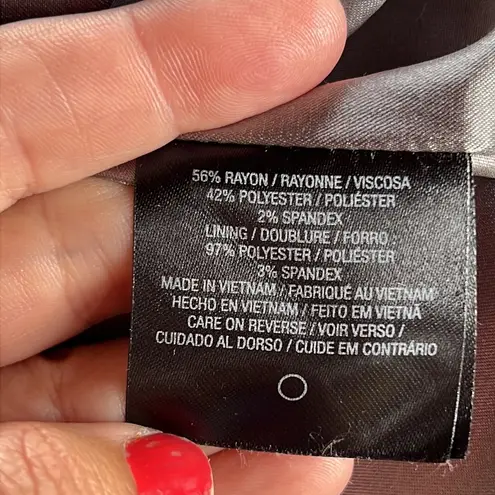 56% RAYON / RAYONNE / VISCOSA
42% POLYESTER / POLIÉSTER
2% SPANDEX
LINING / DOUBLURE / FORRO :
97% POLYESTER / POLIÉSTER
3% SPANDEX
MADE IN VIETNAM / FABRIQUÉ AU VIETNAM
HECHO EN VIETNAM / FEITO EM VIETNÃ
CARE ON REVERSE / VOIR VERSO /
CUIDADO AL DORSO / CUIDE EM CONTRÁRIO